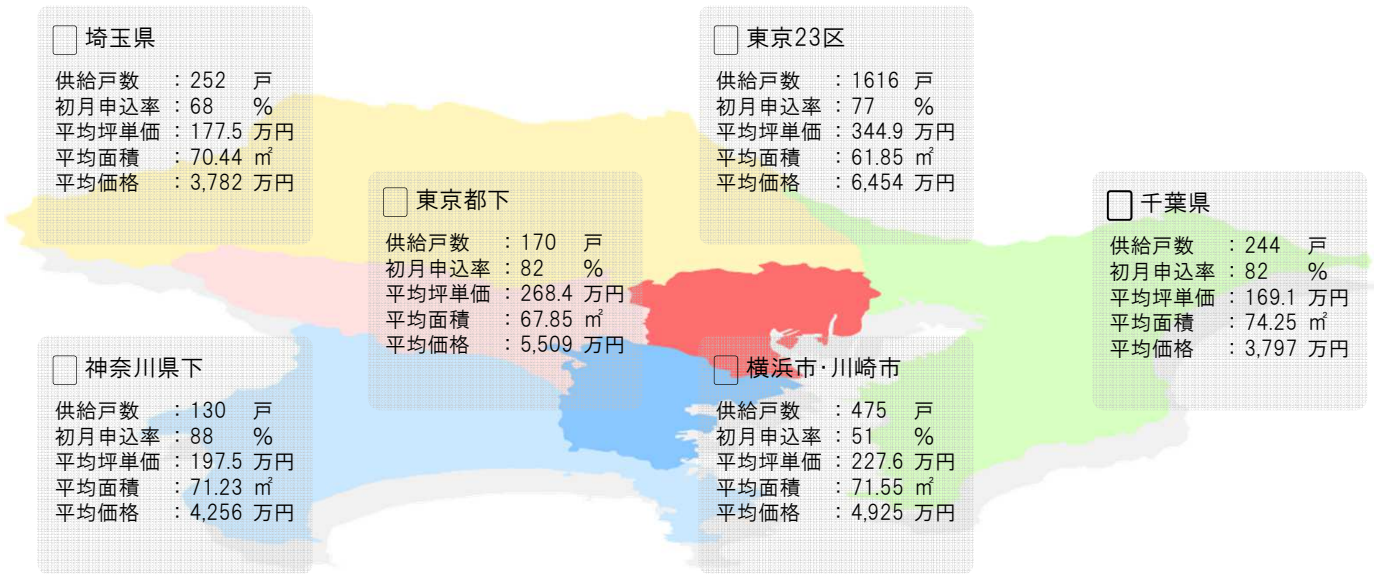 埼玉県
供給戸数 : 252 戸
初月申込率 : 68 %
平均坪単価 : 177.5 万円
平均面積 : 70.44 ㎡
平均価格 : 3,782 万円
東京23区
供給戸数 : 1616 戸
初月申込率 : 77 %
平均坪単価 : 344.9 万円
平均面積 : 61.85 ㎡
平均価格 : 6,454 万円
東京都下
供給戸数 : 170 戸
初月申込率 : 82 %
平均坪単価 : 268.4 万円
平均面積 : 67.85 ㎡
平均価格 : 5,509 万円
千葉県
供給戸数 : 244 戸
初月申込率 : 82 %
平均坪単価 : 169.1 万円
平均面積 : 74.25 ㎡
平均価格 : 3,797 万円
神奈川県下
供給戸数 : 130 戸
初月申込率 : 88 %
平均坪単価 : 197.5 万円
平均面積 : 71.23 ㎡
平均価格 : 4,256 万円
横浜市・川崎市
供給戸数 : 475 戸
初月申込率 : 51 %
平均坪単価 : 227.6 万円
平均面積 : 71.55 ㎡
平均価格 : 4,925 万円